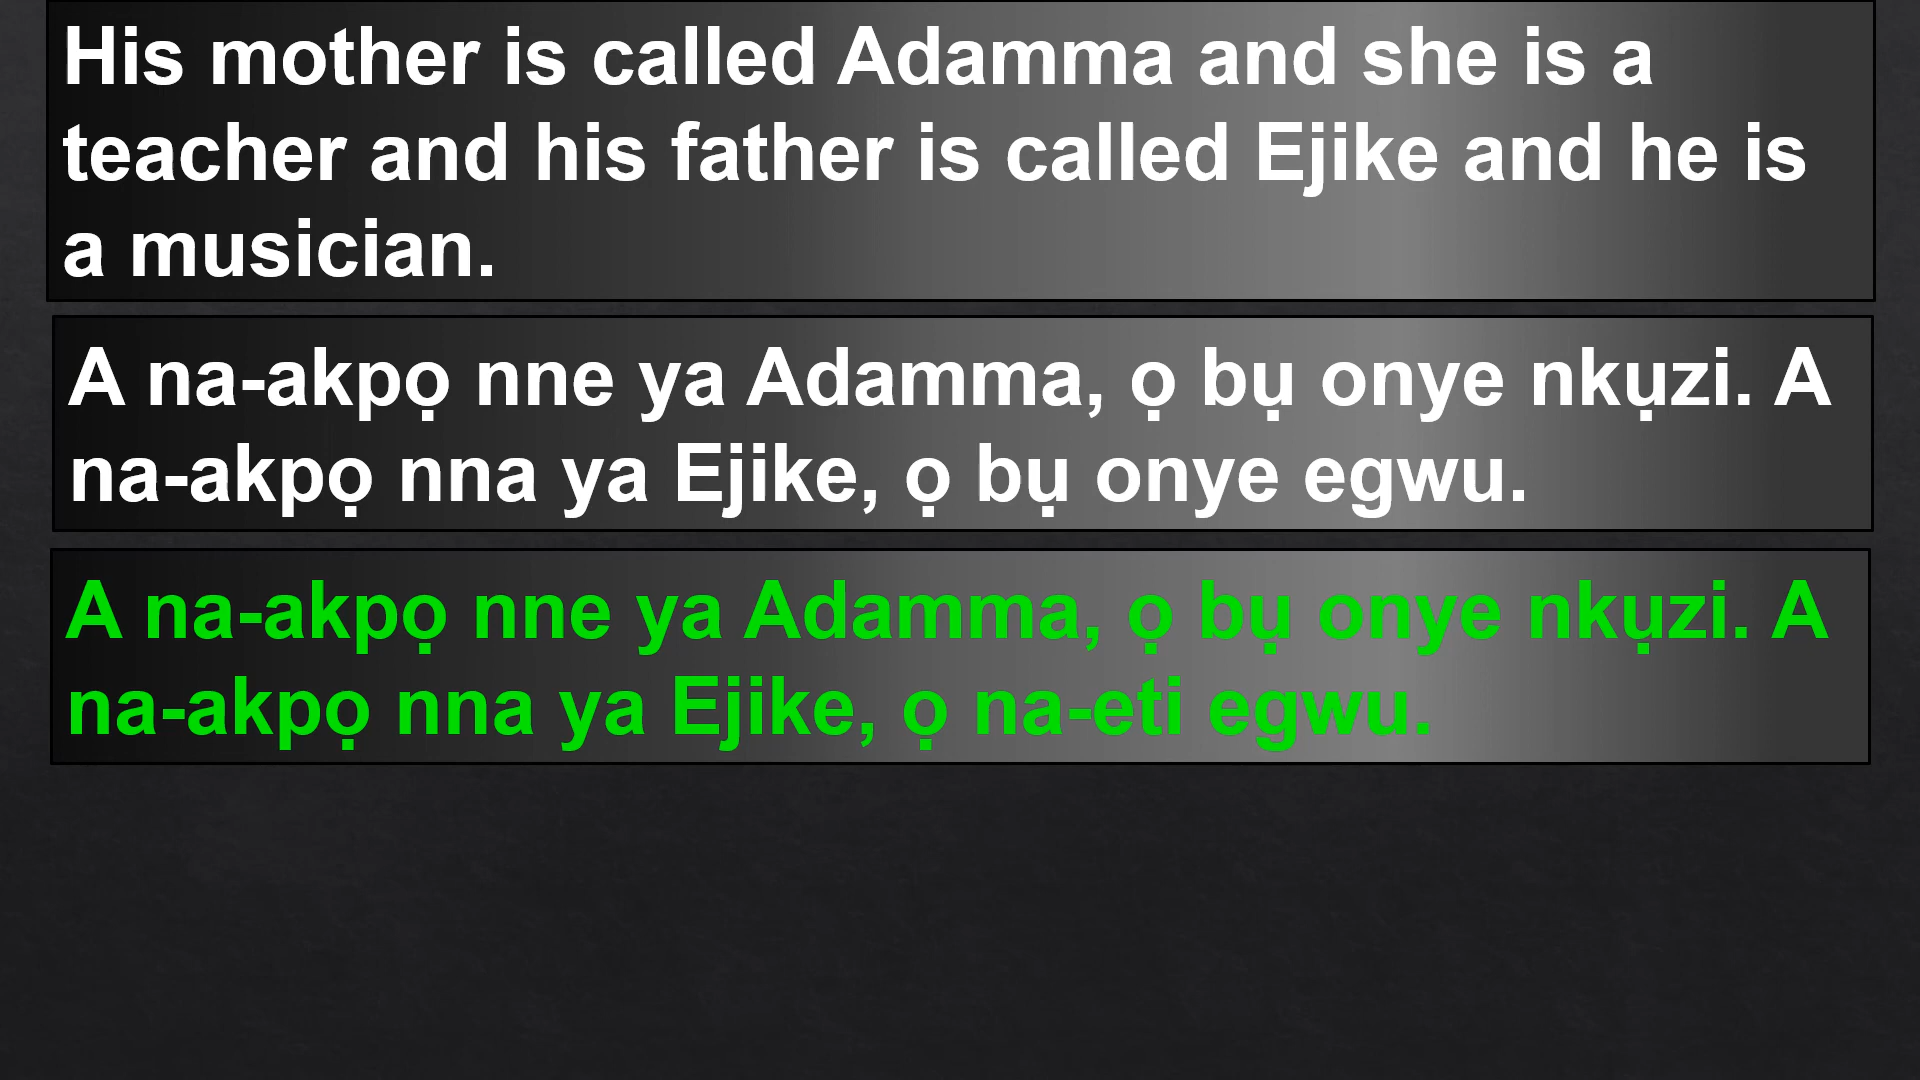 His mother is called Adamma and she is a
teacher and his father is called Ejike and he is
a musician.
A na-akpọ nne ya Adamma, ọ bụ onye nkụzi. A
na-akpọ nna ya Ejike, ọ bụ onye egwu.
A na-akpọ nne ya Adamma, ọ bụ onye nkụzi. A
na-akpọ nna ya Ejike, ọ na-eti egwu.